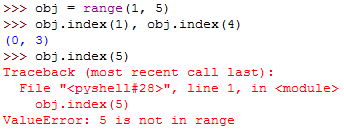 >>> obj = range(1, 5)
>>> obj.index(1), obj.index(4)
(0, 3)
>>> obj.index(5)
Traceback (most recent call last):
  File "<pyshell#28>", line 1, in <module>
    obj.index(5)
ValueError: 5 is not in range